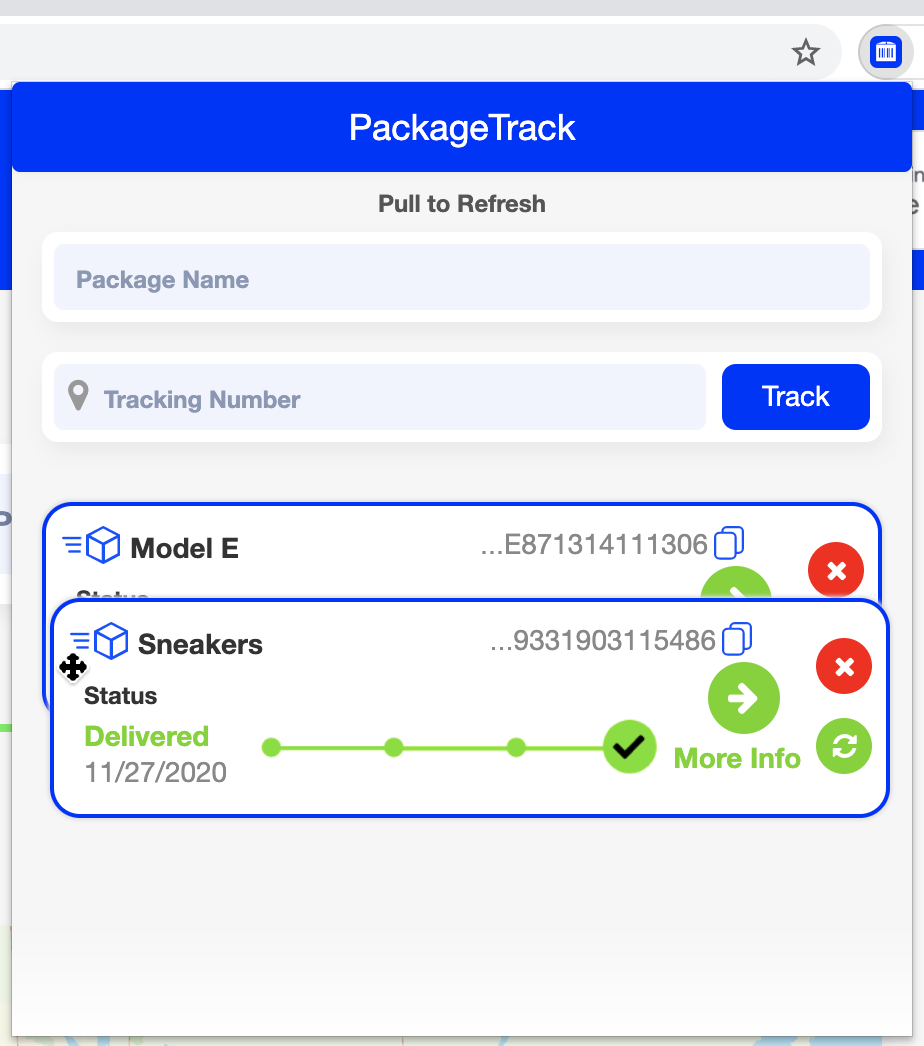 PackageTrack
Pull to Refresh
Package Name
Tracking Number
Track
Model E
...E871314111306
Status
Sneakers
...9331903115486
Status
Delivered
11/27/2020
More Info